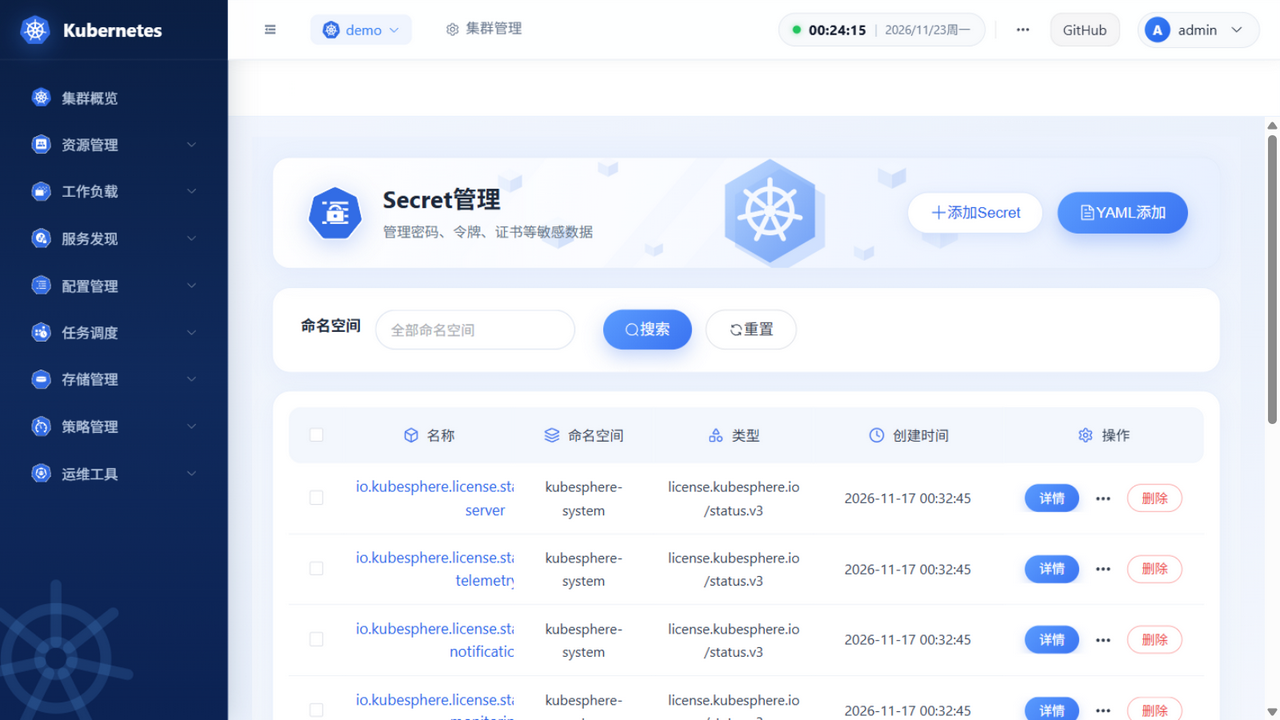 Kubernetes
demo
集群管理
00:24:15
2026/11/23周一
GitHub
A
admin
集群概览
资源管理
工作负载
服务发现
配置管理
任务调度
存储管理
策略管理
运维工具
Secret管理
管理密码、令牌、证书等敏感数据
添加Secret
YAML添加
命名空间
全部命名空间
搜索
重置
名称 命名空间 类型 创建时间 操作
io.kubesphere.license.sta
server
kubesphere-
system
license.kubesphere.io
/status.v3
2026-11-17 00:32:45
详情
删除
io.kubesphere.license.sta
telemetry
kubesphere-
system
license.kubesphere.io
/status.v3
2026-11-17 00:32:45
详情
删除
io.kubesphere.license.sta
notificatic
kubesphere-
system
license.kubesphere.io
/status.v3
2026-11-17 00:32:45
详情
删除
io.kubesphere.license.sta
kubesphere-
license.kubesphere.io
2026-11-17 00:32:45
详情
删除